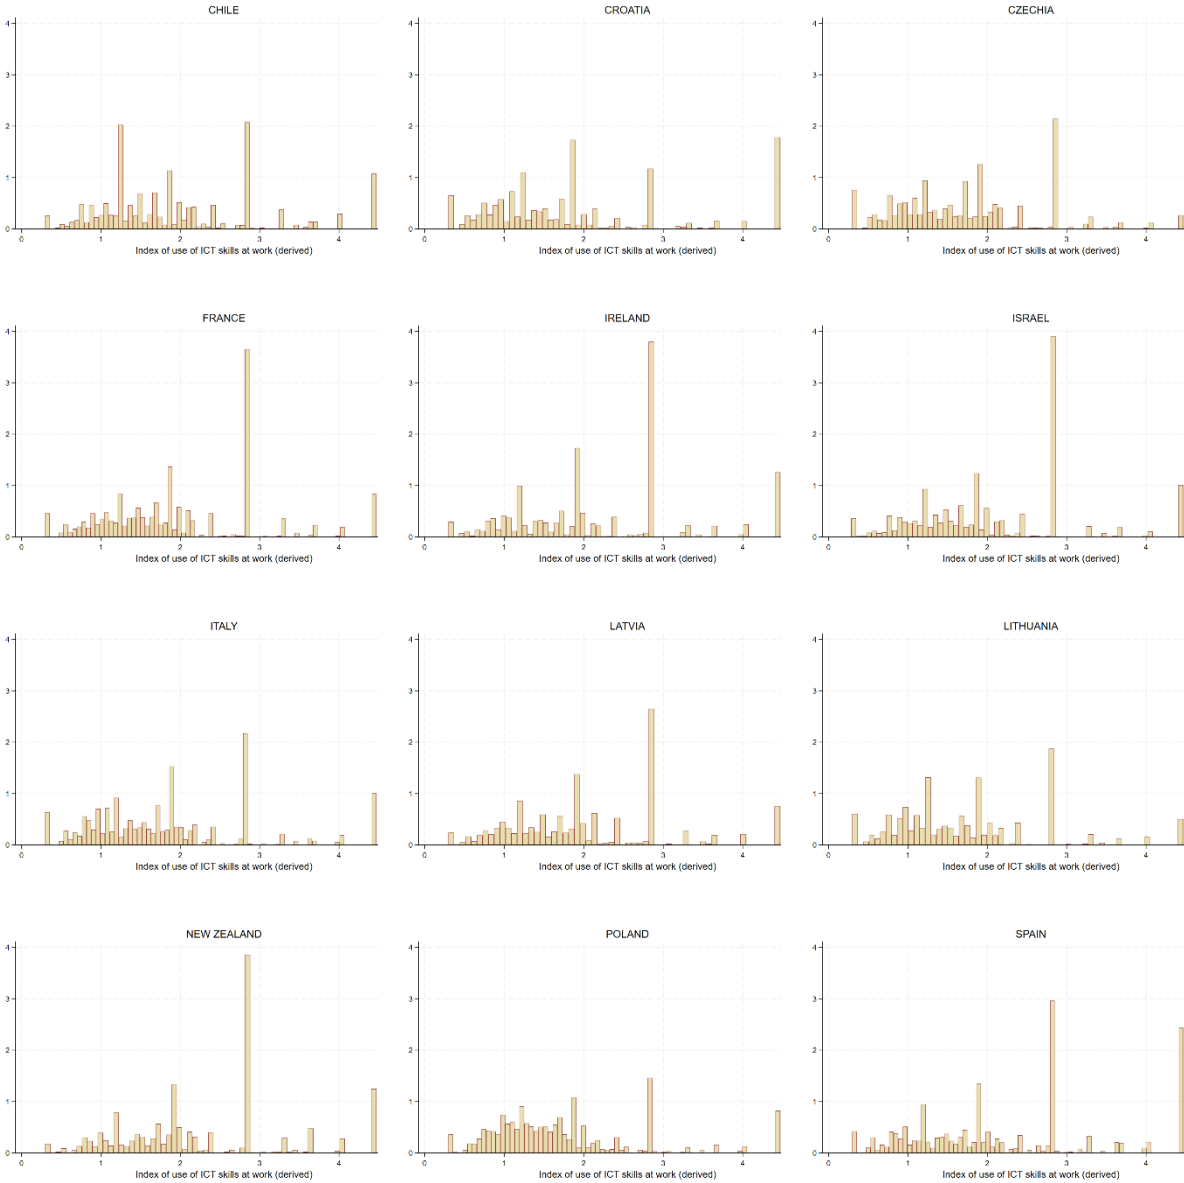 CHILE CROATIA CZECHIA
4 4 4
3 3 3
2 2 2
1 1 1
0 0 0
0 1 2 3 4 0 1 2 3 4 0 1 2 3 4
Index of use of ICT skills at work (derived) Index of use of ICT skills at work (derived) Index of use of ICT skills at work (derived)
FRANCE IRELAND ISRAEL
4 4 4
3 3 3
2 2 2
1 1 1
0 0 0
0 1 2 3 4 0 1 2 3 4 0 1 2 3 4
Index of use of ICT skills at work (derived) Index of use of ICT skills at work (derived) Index of use of ICT skills at work (derived)
ITALY LATVIA LITHUANIA
4 4 4
3 3 3
2 2 2
1 1 1
0 0 0
0 1 2 3 4 0 1 2 3 4 0 1 2 3 4
Index of use of ICT skills at work (derived) Index of use of ICT skills at work (derived) Index of use of ICT skills at work (derived)
NEW ZEALAND POLAND SPAIN
4 4 4
3 3 3
2 2 2
1 1 1
0 0 0
0 1 2 3 4 0 1 2 3 4 0 1 2 3 4
Index of use of ICT skills at work (derived) Index of use of ICT skills at work (derived) Index of use of ICT skills at work (derived)